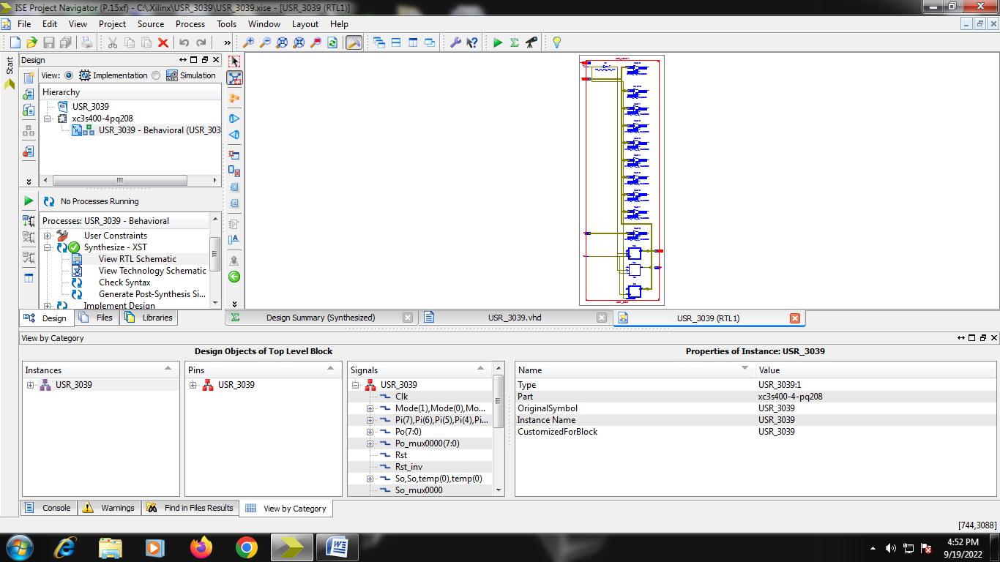 ISE Project Navigator (P.15xf) - C:\.Xilinx\USR_3039\USR_3039.xise - [USR_3039 (RTL1)]
File Edit View Project Source Process Tools Window Layout Help
Start
Design
View: Implementation Simulation
Hierarchy
USR_3039
xc3s400-4pq208
USR_3039 - Behavioral (USR_303
No Processes Running
Processes: USR_3039 - Behavioral
User Constraints
Synthesize - XST
View RTL Schematic
View Technology Schematic
Check Syntax
Generate Post-Synthesis Si...
Implement Design
Design Files Libraries
Design Summary (Synthesized) USR_3039.vhd USR_3039 (RTL1)
View by Category
Design Objects of Top Level Block
Properties of Instance: USR_3039
Instances
USR_3039
Pins
USR_3039
Signals
USR_3039
Clk
Mode(1),Mode(0),Mo...
Pi(7),Pi(6),Pi(5),Pi(4),Pi...
Po(7:0)
Po_mux0000(7:0)
Rst
Rst_inv
So,So,temp(0),temp(0)
So_mux0000
Name Value
Type USR_3039:1
Part xc3s400-4-pq208
OriginalSymbol USR_3039
Instance Name USR_3039
CustomizedForBlock USR_3039
Console Warnings Find in Files Results View by Category
[744,3088]
4:52 PM
9/19/2022